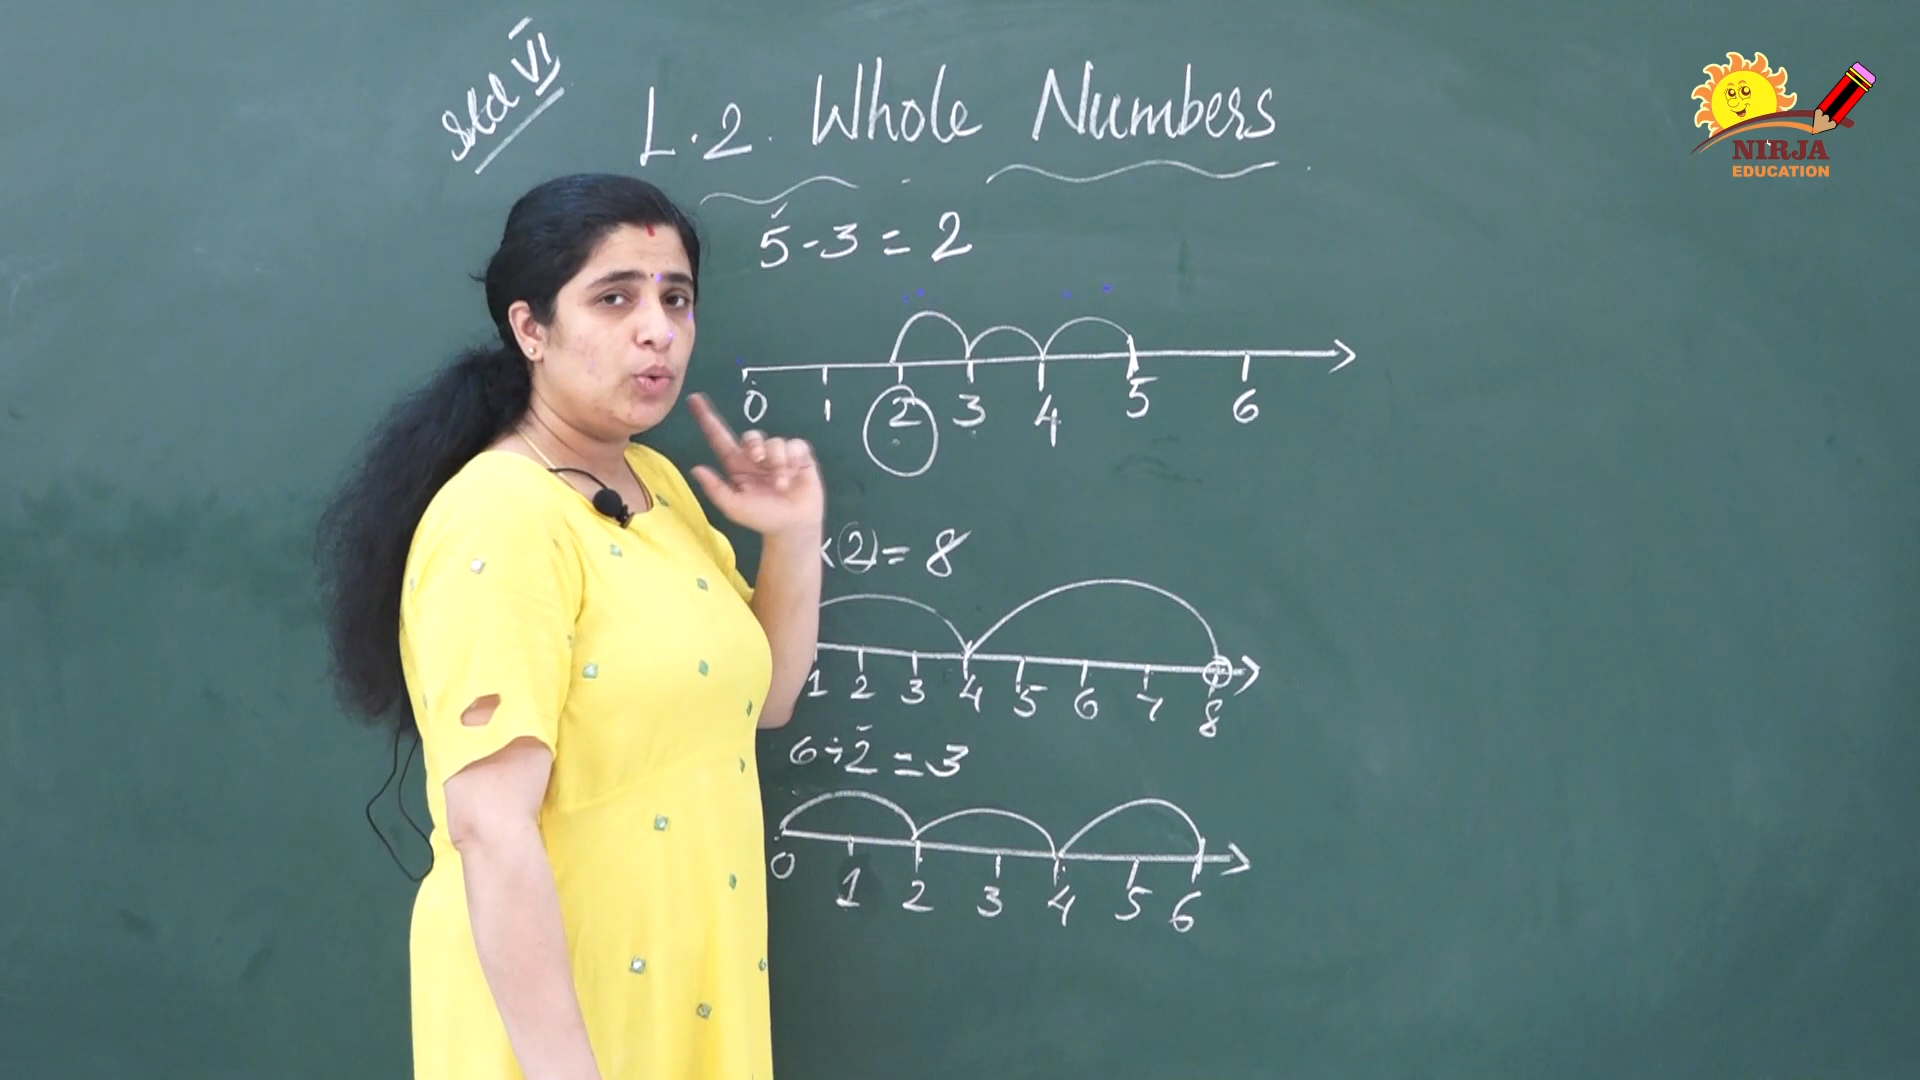 Std VI
L.2. Whole Numbers
5-3=2
0 1 2 3 4 5 6
×2=8
1 2 3 4 5 6 7 8
6÷2=3
0 1 2 3 4 5 6
NIRJA
EDUCATION